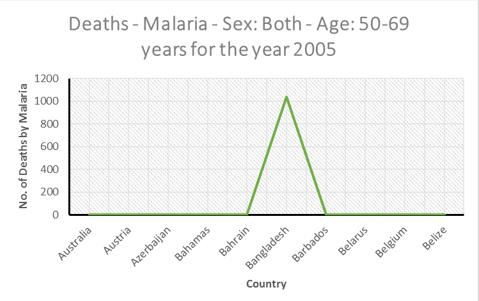 Deaths - Malaria - Sex: Both - Age: 50-69
years for the year 2005
No. of Deaths by Malaria
1200
1000
800
600
400
200
0
Australia
Austria
Azerbaijan
Bahamas
Bahrain
Bangladesh
Barbados
Belarus
Belgium
Belize
Country